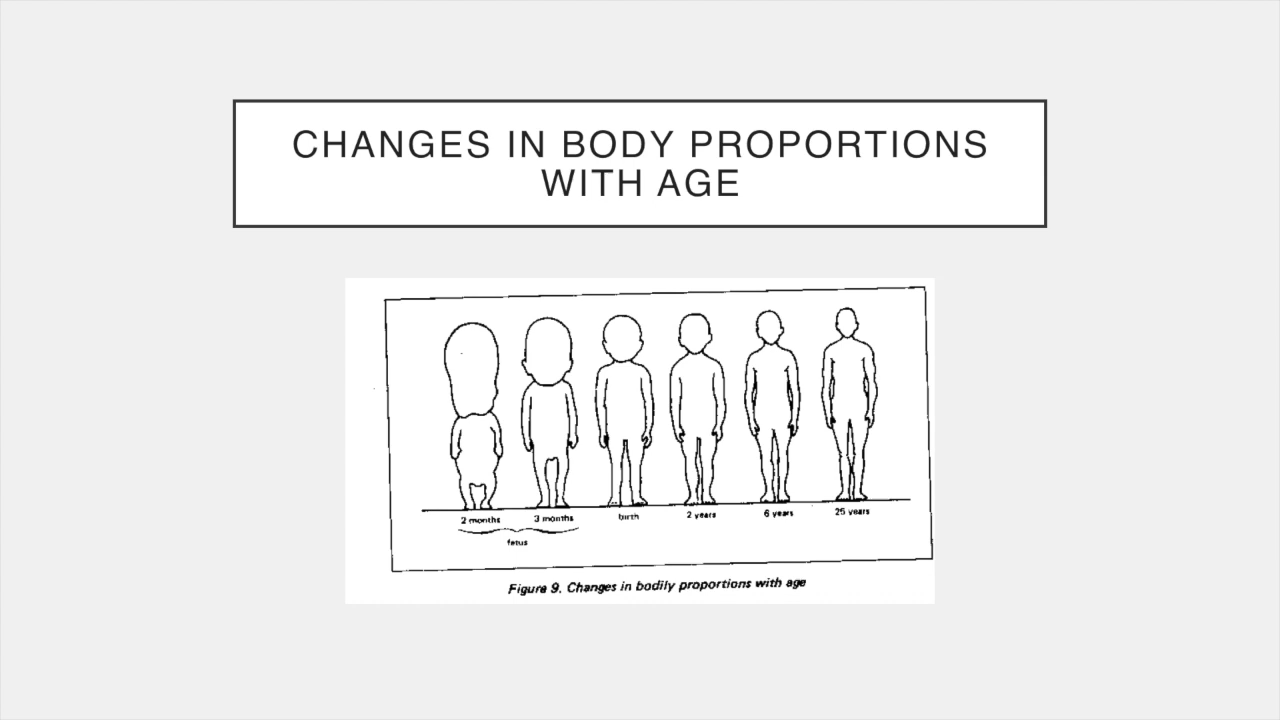 CHANGES IN BODY PROPORTIONS
WITH AGE
2 months 3 months birth 2 years 6 years 25 years
fetus
Figure 9. Changes in bodily proportions with age